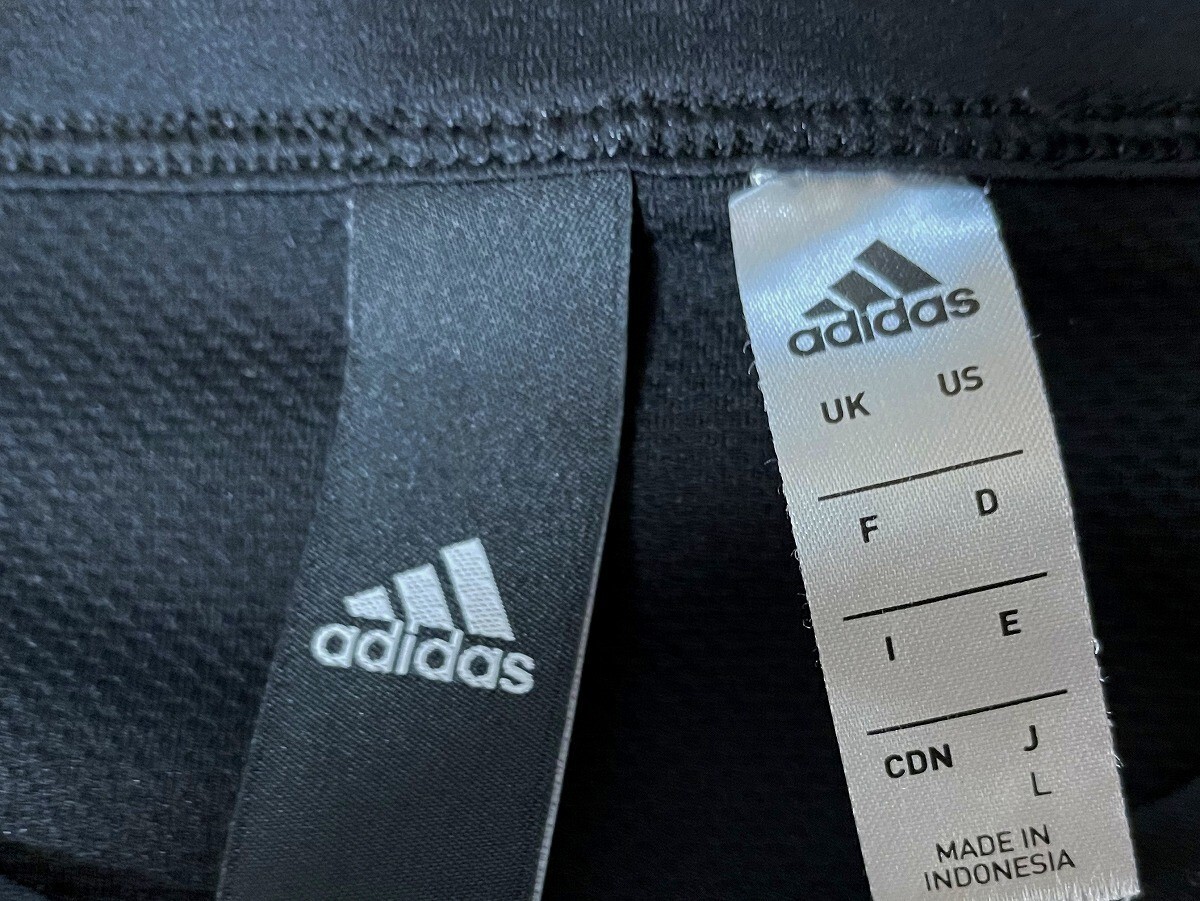 adidas
adidas
UK US
F D
I E
CDN J
L
MADE IN
INDONESIA